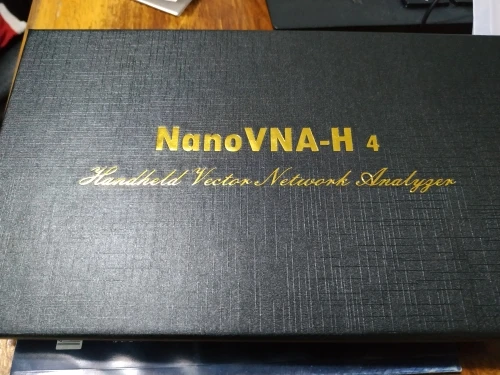 NanoVNA-H 4
Handheld Vector Network Analyzer